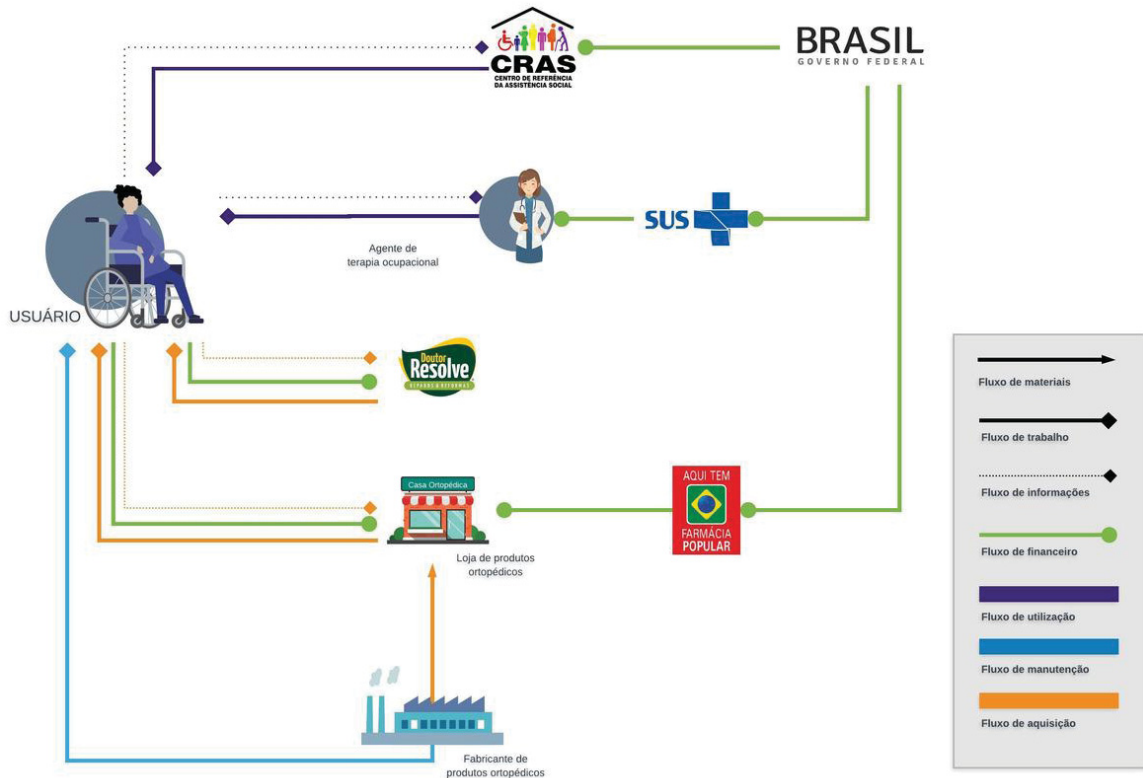 CRAS
CENTRO DE REFERÊNCIA
DA ASSISTÊNCIA SOCIAL
BRASIL
GOVERNO FEDERAL
SUS
Agente de
terapia ocupacional
USUÁRIO
Doutor
Resolve
REPAROS & REFORMAS
Casa Ortopédica
Loja de produtos
ortopédicos
AQUI TEM
FARMÁCIA
POPULAR
Fabricante de
produtos ortopédicos
Fluxo de materiais
Fluxo de trabalho
Fluxo de informações
Fluxo de financeiro
Fluxo de utilização
Fluxo de manutenção
Fluxo de aquisição